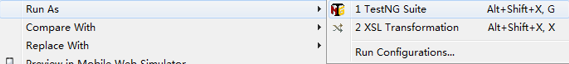 Run As
1 TestNG Suite Alt+Shift+X, G
Compare With
2 XSL Transformation Alt+Shift+X, X
Replace With
Run Configurations...
Preview in Mobile Web Simulator